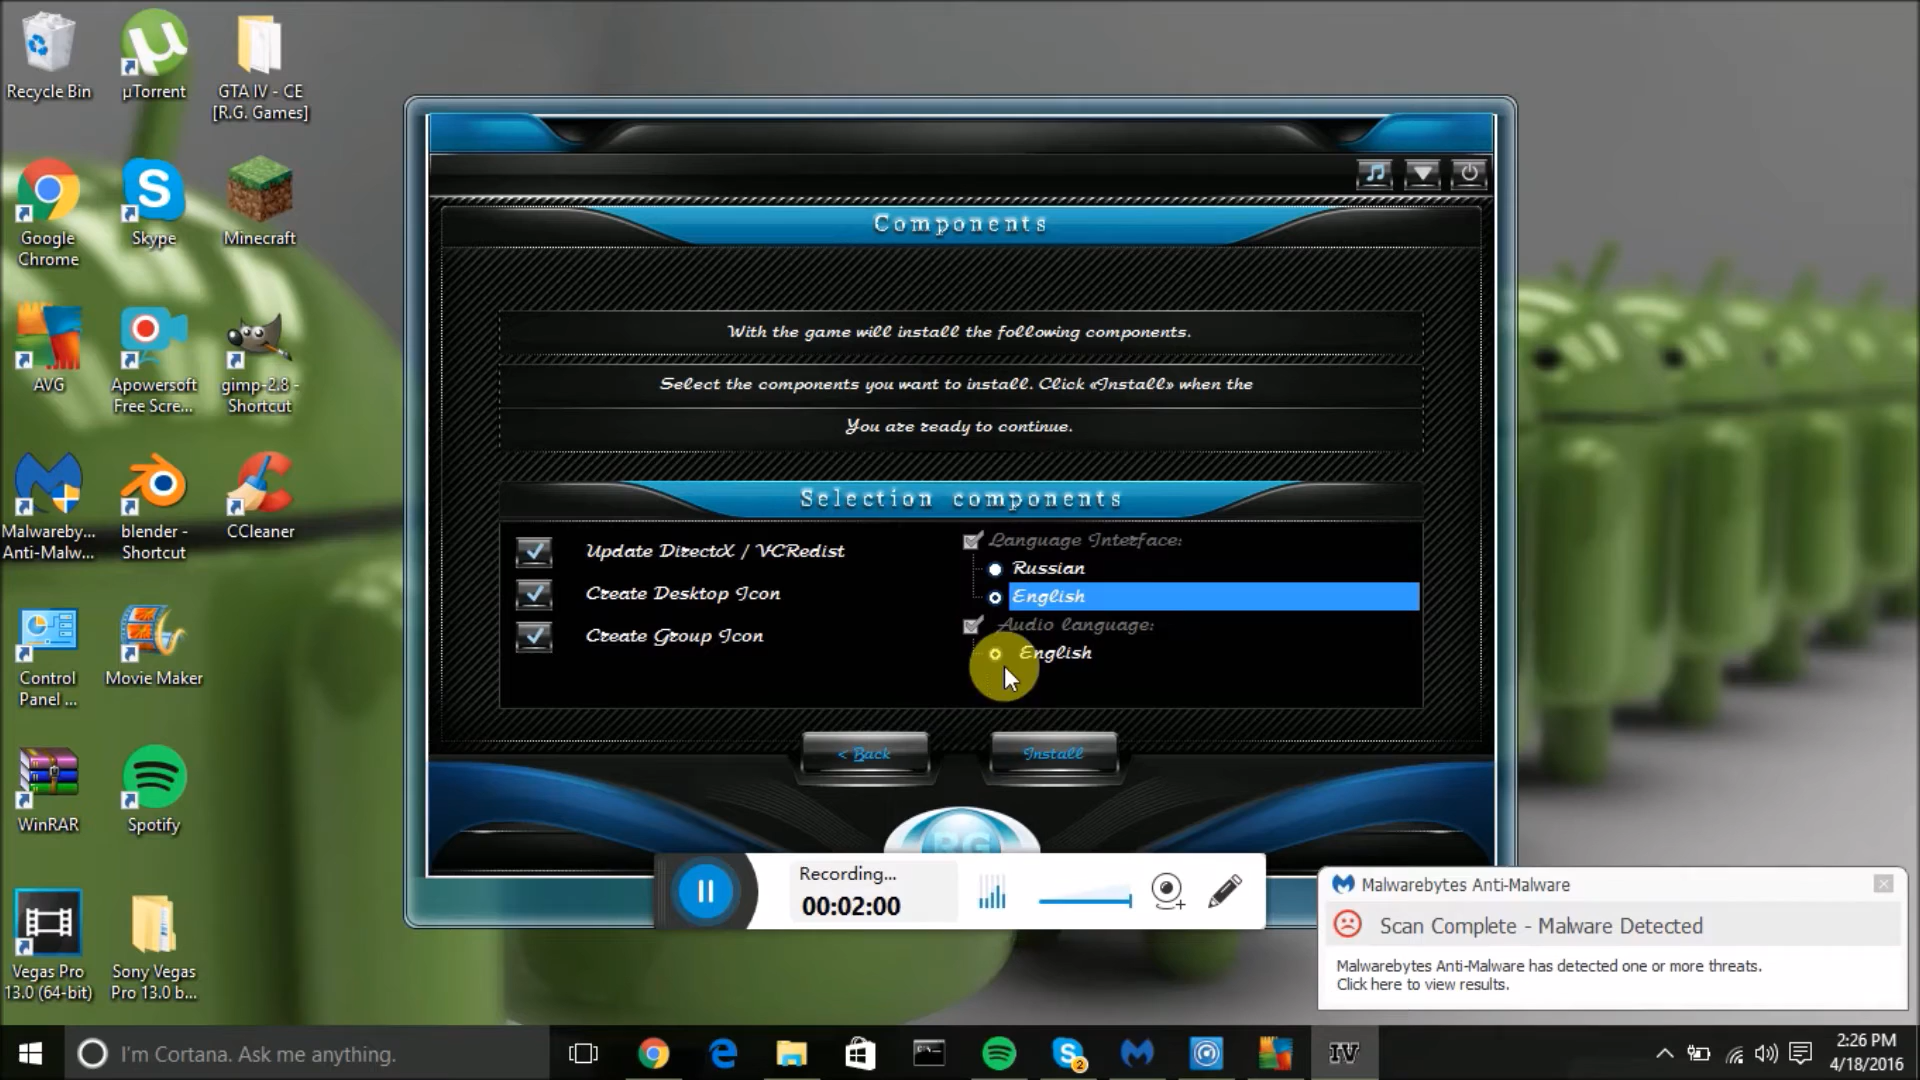 Recycle Bin
µTorrent
GTA IV - CE
[R.G. Games]
Google
Chrome
Skype
Minecraft
AVG
Apowersoft
Free Scre...
gimp-2.8 -
Shortcut
Malwareby...
Anti-Malw...
blender -
Shortcut
CCleaner
Control
Panel ...
Movie Maker
WinRAR
Spotify
Vegas Pro
13.0 (64-bit)
Sony Vegas
Pro 13.0 b...
Components
With the game will install the following components.
Select the components you want to install. Click «Install» when the
You are ready to continue.
Selection components
Update DirectX / VCRedist
Create Desktop Icon
Create Group Icon
Language Interface:
Russian
English
Audio language:
English
< Back
Install
RG
Recording...
00:02:00
Malwarebytes Anti-Malware
Scan Complete - Malware Detected
Malwarebytes Anti-Malware has detected one or more threats.
Click here to view results.
I'm Cortana. Ask me anything.
2
IV
2:26 PM
4/18/2016